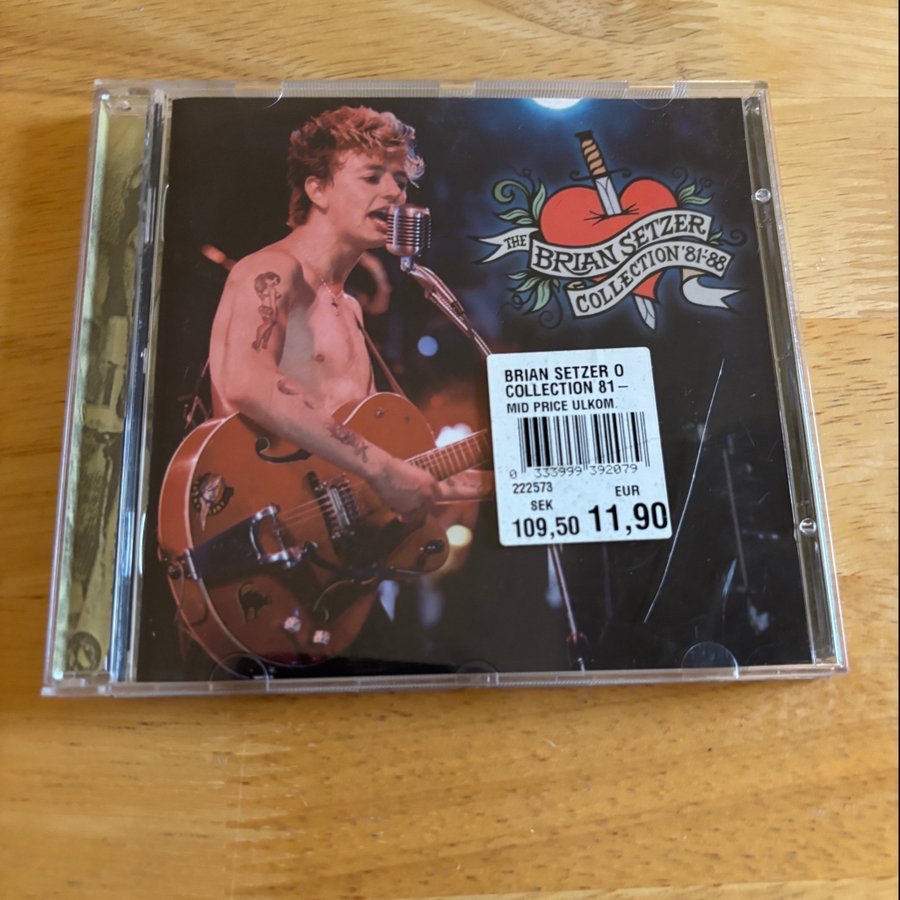 THE
BRIAN SETZER
COLLECTION '81-'88
BRIAN SETZER O
COLLECTION 81–
MID PRICE ULKOM.
0 333999 392079
222573
EUR
SEK
109,50 11,90